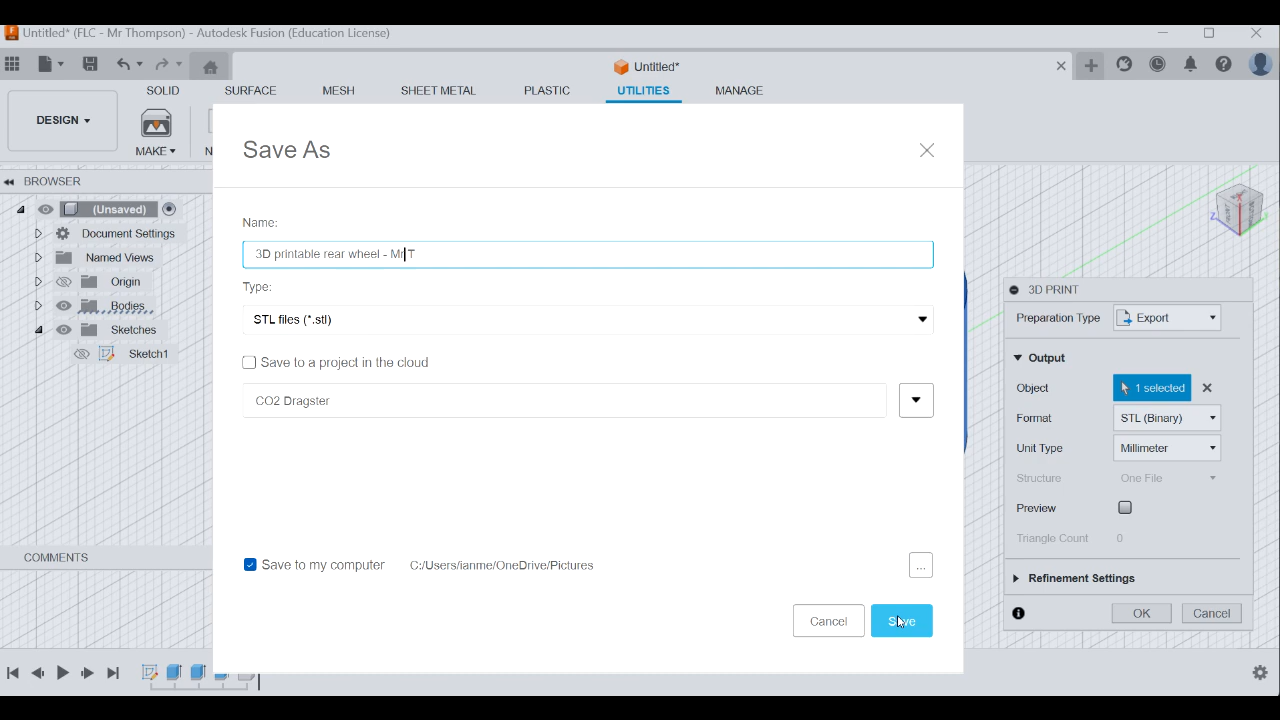 Untitled* (FLC - Mr Thompson) - Autodesk Fusion (Education License)
Untitled*
SOLID SURFACE MESH SHEET METAL PLASTIC UTILITIES MANAGE
DESIGN
MAKE
N
BROWSER
(Unsaved)
Document Settings
Named Views
Origin
Bodies
Sketches
Sketch1
COMMENTS
Save As
Name:
3D printable rear wheel - Mr T
Type:
STL files (*.stl)
Save to a project in the cloud
CO2 Dragster
Save to my computer C:/Users/ianme/OneDrive/Pictures ...
Cancel Save
3D PRINT
Preparation Type Export
Output
Object 1 selected
Format STL (Binary)
Unit Type Millimeter
Structure One File
Preview
Triangle Count 0
Refinement Settings
OK Cancel